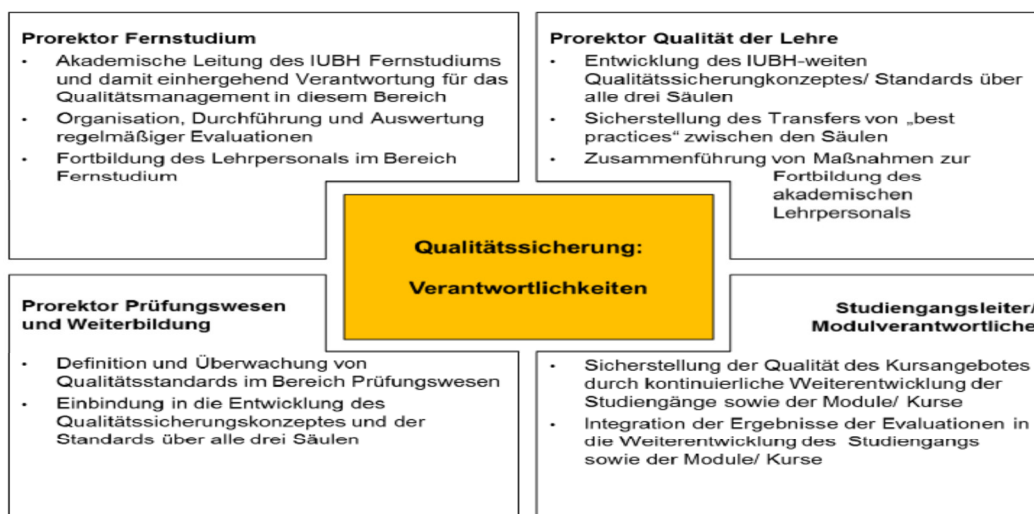 Prorektor Fernstudium
• Akademische Leitung des IUBH Fernstudiums
und damit einhergehend Verantwortung für das
Qualitätsmanagement in diesem Bereich
• Organisation, Durchführung und Auswertung
regelmäßiger Evaluationen
• Fortbildung des Lehrpersonals im Bereich
Fernstudium
Prorektor Qualität der Lehre
• Entwicklung des IUBH-weiten
Qualitätssicherungkonzeptes/ Standards über
alle drei Säulen
• Sicherstellung des Transfers von „best
practices“ zwischen den Säulen
• Zusammenführung von Maßnahmen zur
Fortbildung des
akademischen
Lehrpersonals
Qualitätssicherung:
Verantwortlichkeiten
Prorektor Prüfungswesen
und Weiterbildung
• Definition und Überwachung von
Qualitätsstandards im Bereich Prüfungswesen
• Einbindung in die Entwicklung des
Qualitätssicherungskonzeptes und der
Standards über alle drei Säulen
Studiengangsleiter/
Modulverantwortliche
• Sicherstellung der Qualität des Kursangebotes
durch kontinuierliche Weiterentwicklung der
Studiengänge sowie der Module/ Kurse
• Integration der Ergebnisse der Evaluationen in
die Weiterentwicklung des Studiengangs
sowie der Module/ Kurse